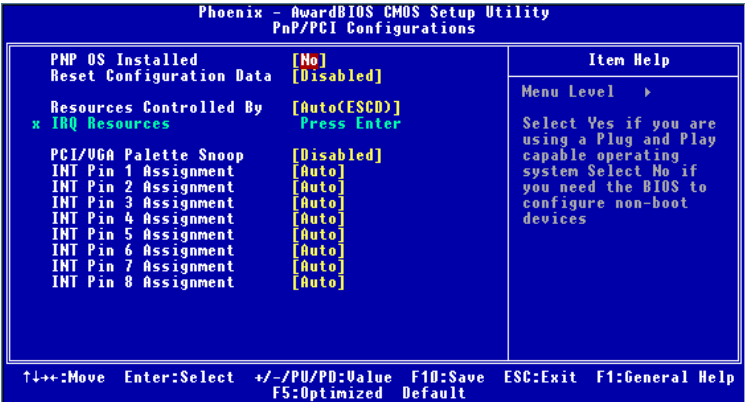 Phoenix - AwardBIOS CMOS Setup Utility
PnP/PCI Configurations
PNP OS Installed [No]
Reset Configuration Data [Disabled]
Resources Controlled By [Auto(ESCD)]
x IRQ Resources Press Enter
PCI/VGA Palette Snoop [Disabled]
INT Pin 1 Assignment [Auto]
INT Pin 2 Assignment [Auto]
INT Pin 3 Assignment [Auto]
INT Pin 4 Assignment [Auto]
INT Pin 5 Assignment [Auto]
INT Pin 6 Assignment [Auto]
INT Pin 7 Assignment [Auto]
INT Pin 8 Assignment [Auto]
Item Help
Menu Level ▸
Select Yes if you are
using a Plug and Play
capable operating
system Select No if
you need the BIOS to
configure non-boot
devices
↑↓→←:Move Enter:Select +/-/PU/PD:Value F10:Save ESC:Exit F1:General Help
F5:Optimized Default